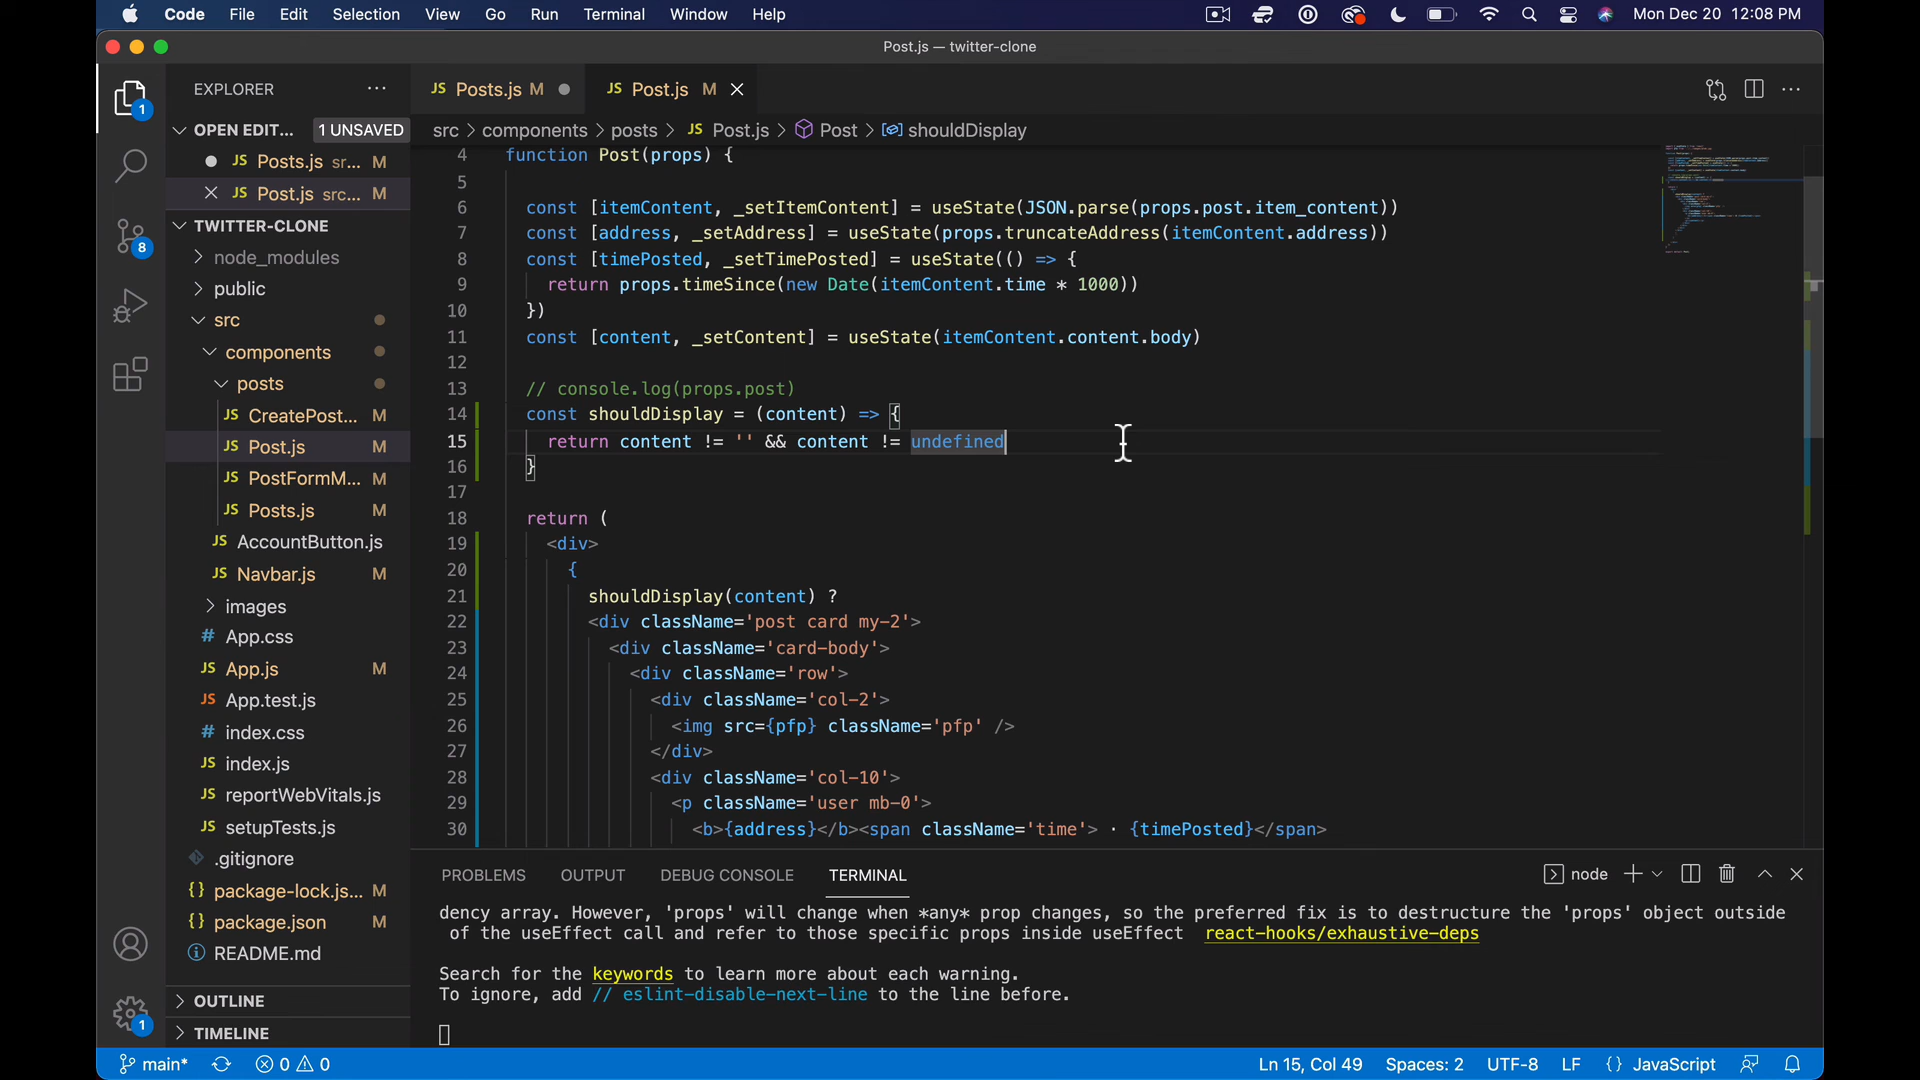 Code File Edit Selection View Go Run Terminal Window Help Mon Dec 20 12:08 PM
Post.js — twitter-clone
EXPLORER
JS Posts.js M
JS Post.js M
OPEN EDIT... 1 UNSAVED
src > components > posts > JS Post.js > Post > shouldDisplay
JS Posts.js sr... M
JS Post.js src... M
TWITTER-CLONE
node_modules
public
src
components
posts
JS CreatePost... M
JS Post.js M
JS PostFormM... M
JS Posts.js M
JS AccountButton.js
JS Navbar.js M
images
# App.css
JS App.js M
JS App.test.js
# index.css
JS index.js
JS reportWebVitals.js
JS setupTests.js
.gitignore
{} package-lock.js... M
{} package.json M
README.md
OUTLINE
TIMELINE
1
8
1
4 function Post(props) {
5
6 const [itemContent, _setItemContent] = useState(JSON.parse(props.post.item_content))
7 const [address, _setAddress] = useState(props.truncateAddress(itemContent.address))
8 const [timePosted, _setTimePosted] = useState(() => {
9 return props.timeSince(new Date(itemContent.time * 1000))
10 })
11 const [content, _setContent] = useState(itemContent.content.body)
12
13 // console.log(props.post)
14 const shouldDisplay = (content) => {
15 return content != '' && content != undefined
16 }
17
18 return (
19 <div>
20 {
21 shouldDisplay(content) ?
22 <div className='post card my-2'>
23 <div className='card-body'>
24 <div className='row'>
25 <div className='col-2'>
26 <img src={pfp} className='pfp' />
27 </div>
28 <div className='col-10'>
29 <p className='user mb-0'>
30 <b>{address}</b><span className='time'> · {timePosted}</span>
PROBLEMS OUTPUT DEBUG CONSOLE TERMINAL node
dency array. However, 'props' will change when *any* prop changes, so the preferred fix is to destructure the 'props' object outside
of the useEffect call and refer to those specific props inside useEffect react-hooks/exhaustive-deps
Search for the keywords to learn more about each warning.
To ignore, add // eslint-disable-next-line to the line before.
main* 0 0 Ln 15, Col 49 Spaces: 2 UTF-8 LF {} JavaScript